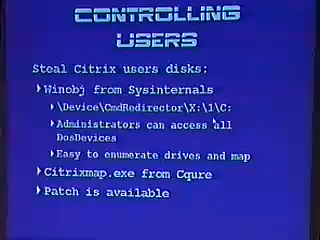 CONTROLLING
USERS
Steal Citrix users disks:
Winobj from Sysinternals
\Device\CmdRedirector\X:\1\C:
Administrators can access all
DosDevices
Easy to enumerate drives and map
Citrixmap.exe from Cqure
Patch is available